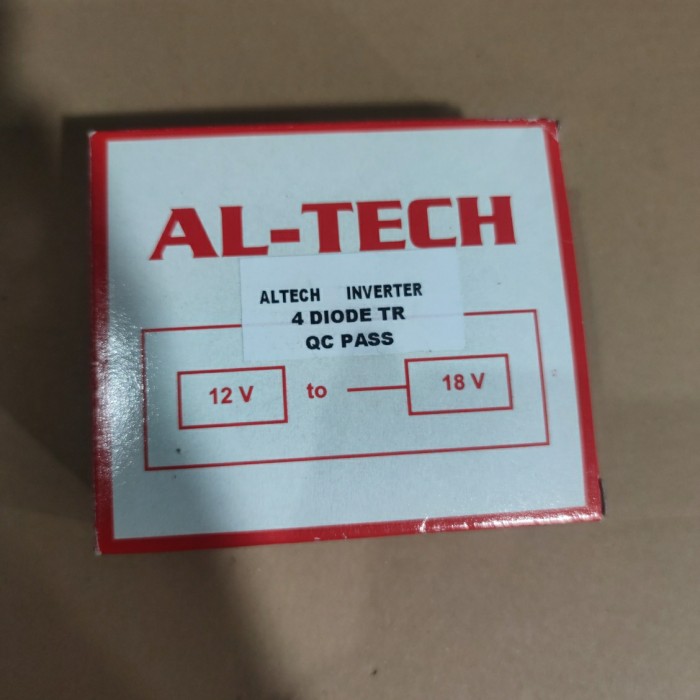 AL-TECH
ALTECH INVERTER
4 DIODE TR
QC PASS
12 V to 18 V